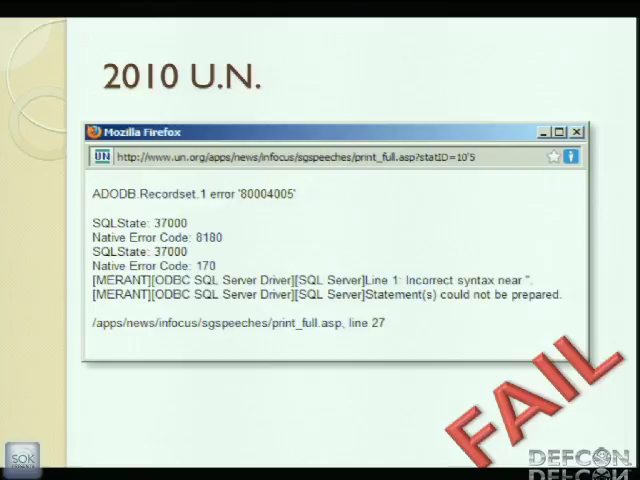 2010 U.N.
Mozilla Firefox
UN http://www.un.org/apps/news/infocus/sgspeeches/print_full.asp?statID=10'5
ADODB.Recordset.1 error '80004005'
SQLState: 37000
Native Error Code: 8180
SQLState: 37000
Native Error Code: 170
[MERANT][ODBC SQL Server Driver][SQL Server]Line 1: Incorrect syntax near ''.
[MERANT][ODBC SQL Server Driver][SQL Server]Statement(s) could not be prepared.
/apps/news/infocus/sgspeeches/print_full.asp, line 27
FAIL
SOK
DEFCON
DEFCON